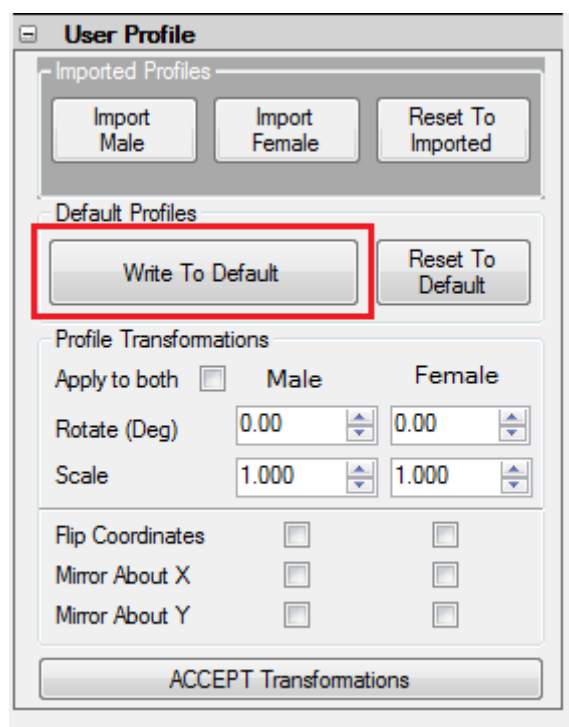 User Profile
Imported Profiles
Import Male
Import Female
Reset To Imported
Default Profiles
Write To Default
Reset To Default
Profile Transformations
Apply to both Male Female
Rotate (Deg) 0.00 0.00
Scale 1.000 1.000
Flip Coordinates
Mirror About X
Mirror About Y
ACCEPT Transformations